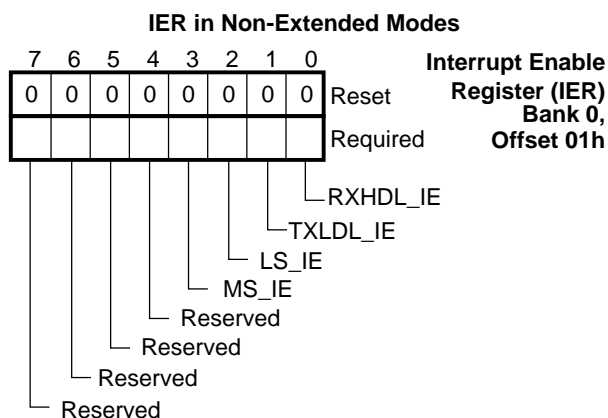 IER in Non-Extended Modes
7 6 5 4 3 2 1 0
Interrupt Enable
Register (IER)
Bank 0,
Offset 01h
0 0 0 0 0 0 0 0 Reset
Required
RXHDL_IE
TXLDL_IE
LS_IE
MS_IE
Reserved
Reserved
Reserved
Reserved